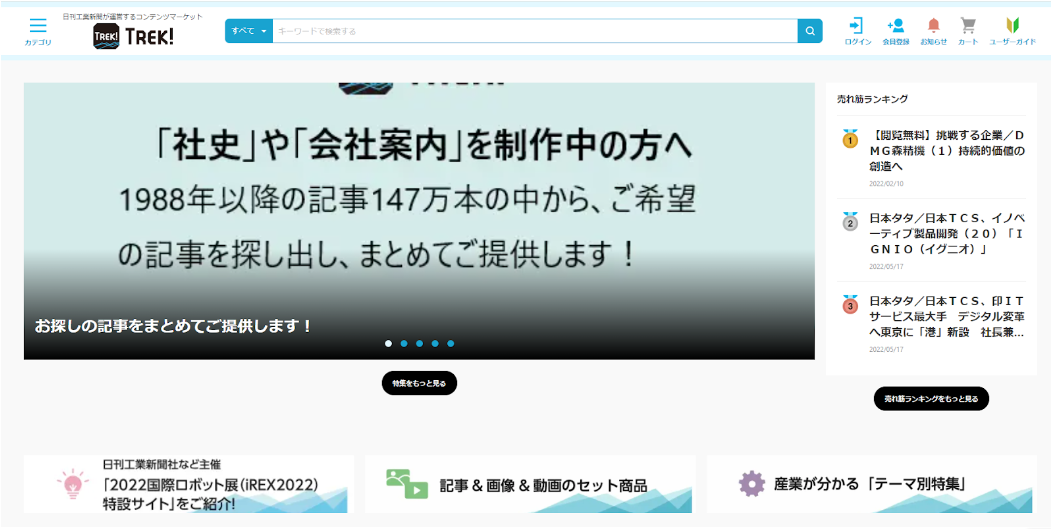 日刊工業新聞が運営するコンテンツマーケット
カテゴリ
TREK!
TREK!
すべて
キーワードで検索する
ログイン
会員登録
お知らせ
カート
ユーザーガイド
「社史」や「会社案内」を制作中の方へ
1988年以降の記事147万本の中から、ご希望
の記事を探し出し、まとめてご提供します！
お探しの記事をまとめてご提供します！
特集をもっと見る
売れ筋ランキング
1
【閲覧無料】挑戦する企業／Ｄ
ＭＧ森精機（１）持続的価値の
創造へ
2022/02/10
2
日本タタ／日本ＴＣＳ、イノベ
ーティブ製品開発（２０）「Ｉ
ＧＮＩＯ（イグニオ）」
2022/05/17
3
日本タタ／日本ＴＣＳ、印ＩＴ
サービス最大手　デジタル変革
へ東京に「港」新設　社長兼...
2022/05/17
売れ筋ランキングをもっと見る
日刊工業新聞社など主催
「2022国際ロボット展(iREX2022)
特設サイト」をご紹介!
記事＆画像＆動画のセット商品
産業が分かる「テーマ別特集」